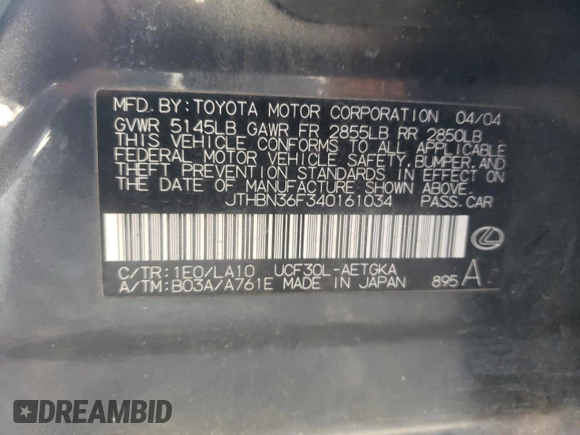 MFD. BY: TOYOTA MOTOR CORPORATION 04/04
GVWR 5145LB GAWR FR 2855LB RR 2850LB
THIS VEHICLE CONFORMS TO ALL APPLICABLE
FEDERAL MOTOR VEHICLE SAFETY, BUMPER, AND
THEFT PREVENTION STANDARDS IN EFFECT ON
THE DATE OF MANUFACTURE SHOWN ABOVE.
JTHBN36F340161034 PASS. CAR
C/TR: 1E0/LA10 UCF30L-AETGKA
A/TM: B03A/A761E MADE IN JAPAN 895 A
DREAMBID